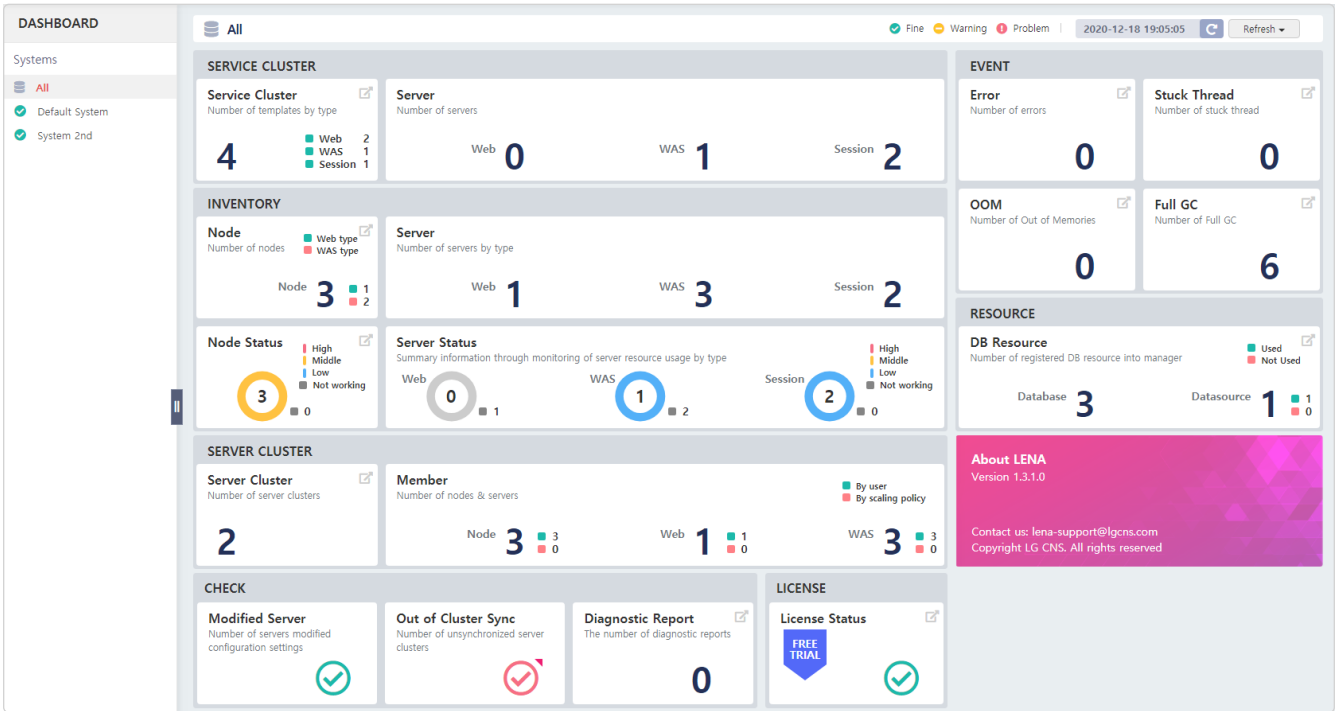 DASHBOARD
Systems
All
Default System
System 2nd
All
Fine
Warning
Problem
2020-12-18 19:05:05
Refresh
SERVICE CLUSTER
Service Cluster
Number of templates by type
4
Web 2
WAS 1
Session 1
Server
Number of servers
Web 0
WAS 1
Session 2
INVENTORY
Node
Number of nodes
Web type
WAS type
Node 3
1
2
Server
Number of servers by type
Web 1
WAS 3
Session 2
Node Status
High
Middle
Low
Not working
3
0
Server Status
Summary information through monitoring of server resource usage by type
High
Middle
Low
Not working
Web
0
1
WAS
1
2
Session
2
0
SERVER CLUSTER
Server Cluster
Number of server clusters
2
Member
Number of nodes & servers
By user
By scaling policy
Node 3
3
0
Web 1
1
0
WAS 3
3
0
CHECK
Modified Server
Number of servers modified
configuration settings
Out of Cluster Sync
Number of unsynchronized server
clusters
Diagnostic Report
The number of diagnostic reports
0
LICENSE
License Status
FREE
TRIAL
EVENT
Error
Number of errors
0
Stuck Thread
Number of stuck thread
0
OOM
Number of Out of Memories
0
Full GC
Number of Full GC
6
RESOURCE
DB Resource
Number of registered DB resource into manager
Used
Not Used
Database 3
Datasource 1
1
0
About LENA
Version 1.3.1.0
Contact us: lena-support@lgcns.com
Copyright LG CNS. All rights reserved